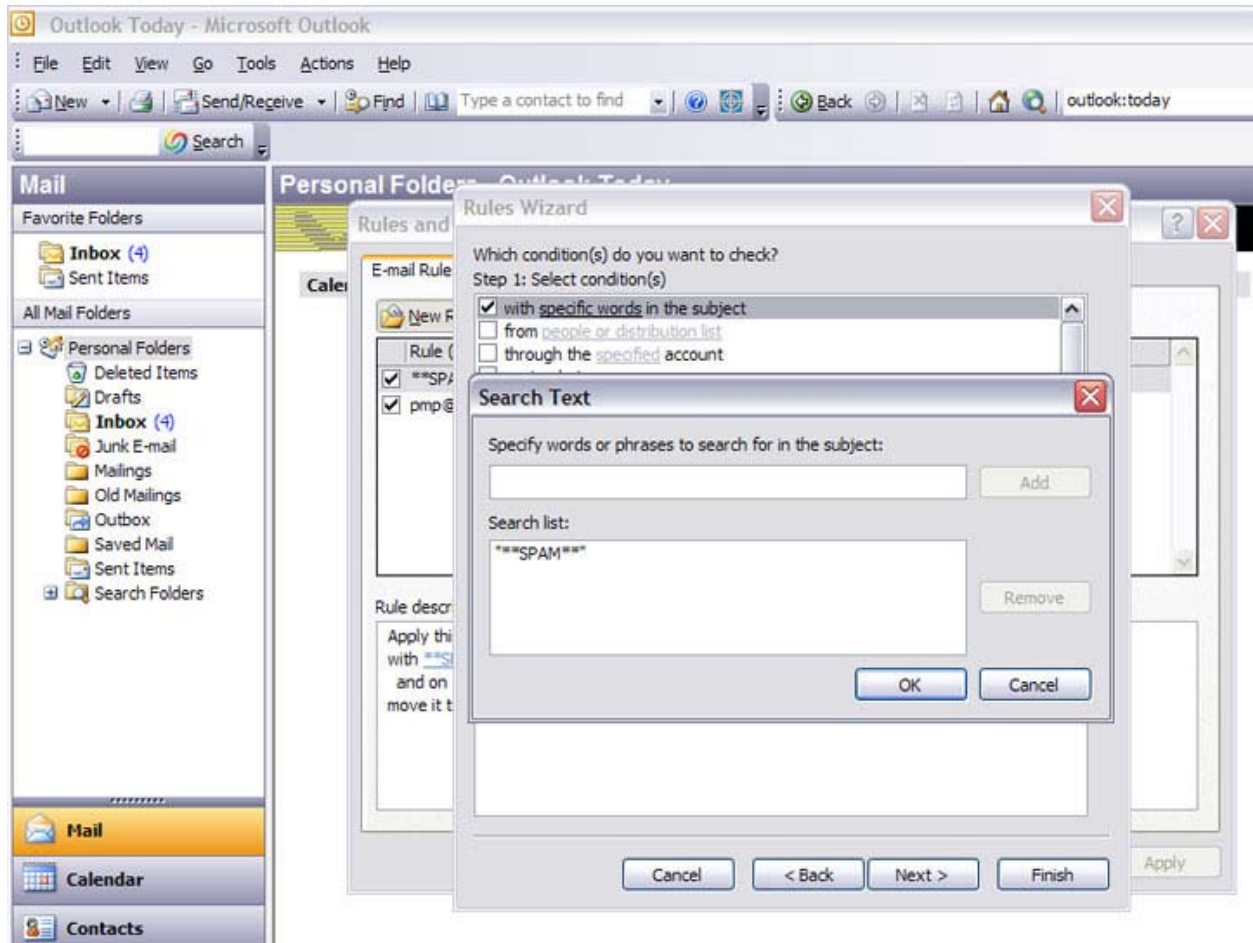 Outlook Today - Microsoft Outlook
File Edit View Go Tools Actions Help
New Send/Receive Find Type a contact to find Back outlook:today
Search
Mail
Favorite Folders
Inbox (4)
Sent Items
All Mail Folders
Personal Folders
Deleted Items
Drafts
Inbox (4)
Junk E-mail
Mailings
Old Mailings
Outbox
Saved Mail
Sent Items
Search Folders
Mail
Calendar
Contacts
Personal Folders - Outlook Today
Rules and
E-mail Rule
New R
Rule (
**SPA
pmp@
Rule descr
Apply thi
with **S
and on
move it t
Apply
Rules Wizard
Which condition(s) do you want to check?
Step 1: Select condition(s)
with specific words in the subject
from people or distribution list
through the specified account
Search Text
Specify words or phrases to search for in the subject:
Add
Search list:
"**SPAM**"
Remove
OK Cancel
Cancel < Back Next > Finish